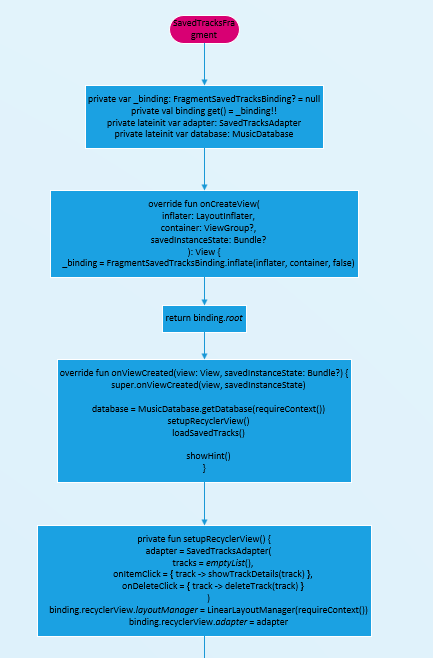 SavedTracksFra
gment
private var _binding: FragmentSavedTracksBinding? = null
private val binding get() = _binding!!
private lateinit var adapter: SavedTracksAdapter
private lateinit var database: MusicDatabase
override fun onCreateView(
inflater: LayoutInflater,
container: ViewGroup?,
savedInstanceState: Bundle?
): View {
_binding = FragmentSavedTracksBinding.inflate(inflater, container, false)
return binding.root
override fun onViewCreated(view: View, savedInstanceState: Bundle?) {
super.onViewCreated(view, savedInstanceState)
database = MusicDatabase.getDatabase(requireContext())
setupRecyclerView()
loadSavedTracks()
showHint()
}
private fun setupRecyclerView() {
adapter = SavedTracksAdapter(
tracks = emptyList(),
onItemClick = { track -> showTrackDetails(track) },
onDeleteClick = { track -> deleteTrack(track) }
)
binding.recyclerView.layoutManager = LinearLayoutManager(requireContext())
binding.recyclerView.adapter = adapter